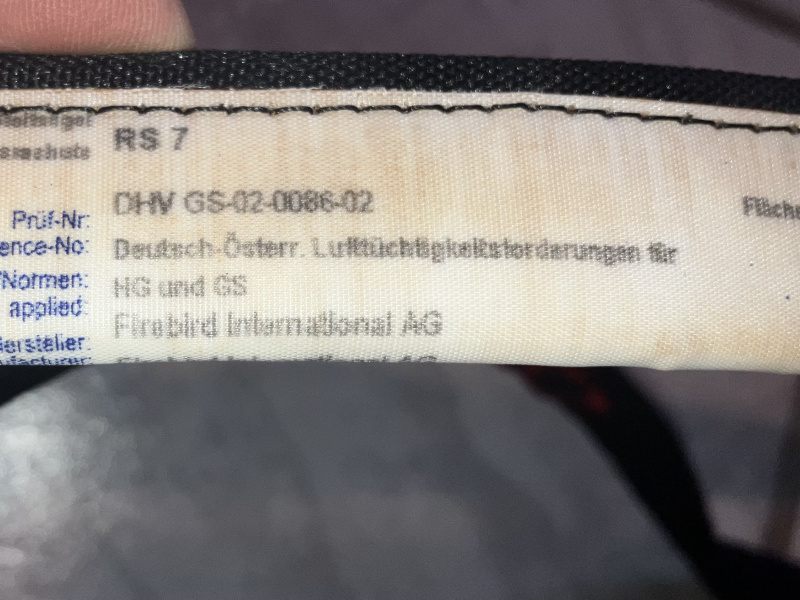 RS 7
DHV GS-02-0086-02
Prüf-Nr:
ence-No:
Deutsch-Österr. Lufttüchtigkeitsforderungen für
/Normen:
HG und GS
applied:
Firebird International AG
Hersteller:
Fläche